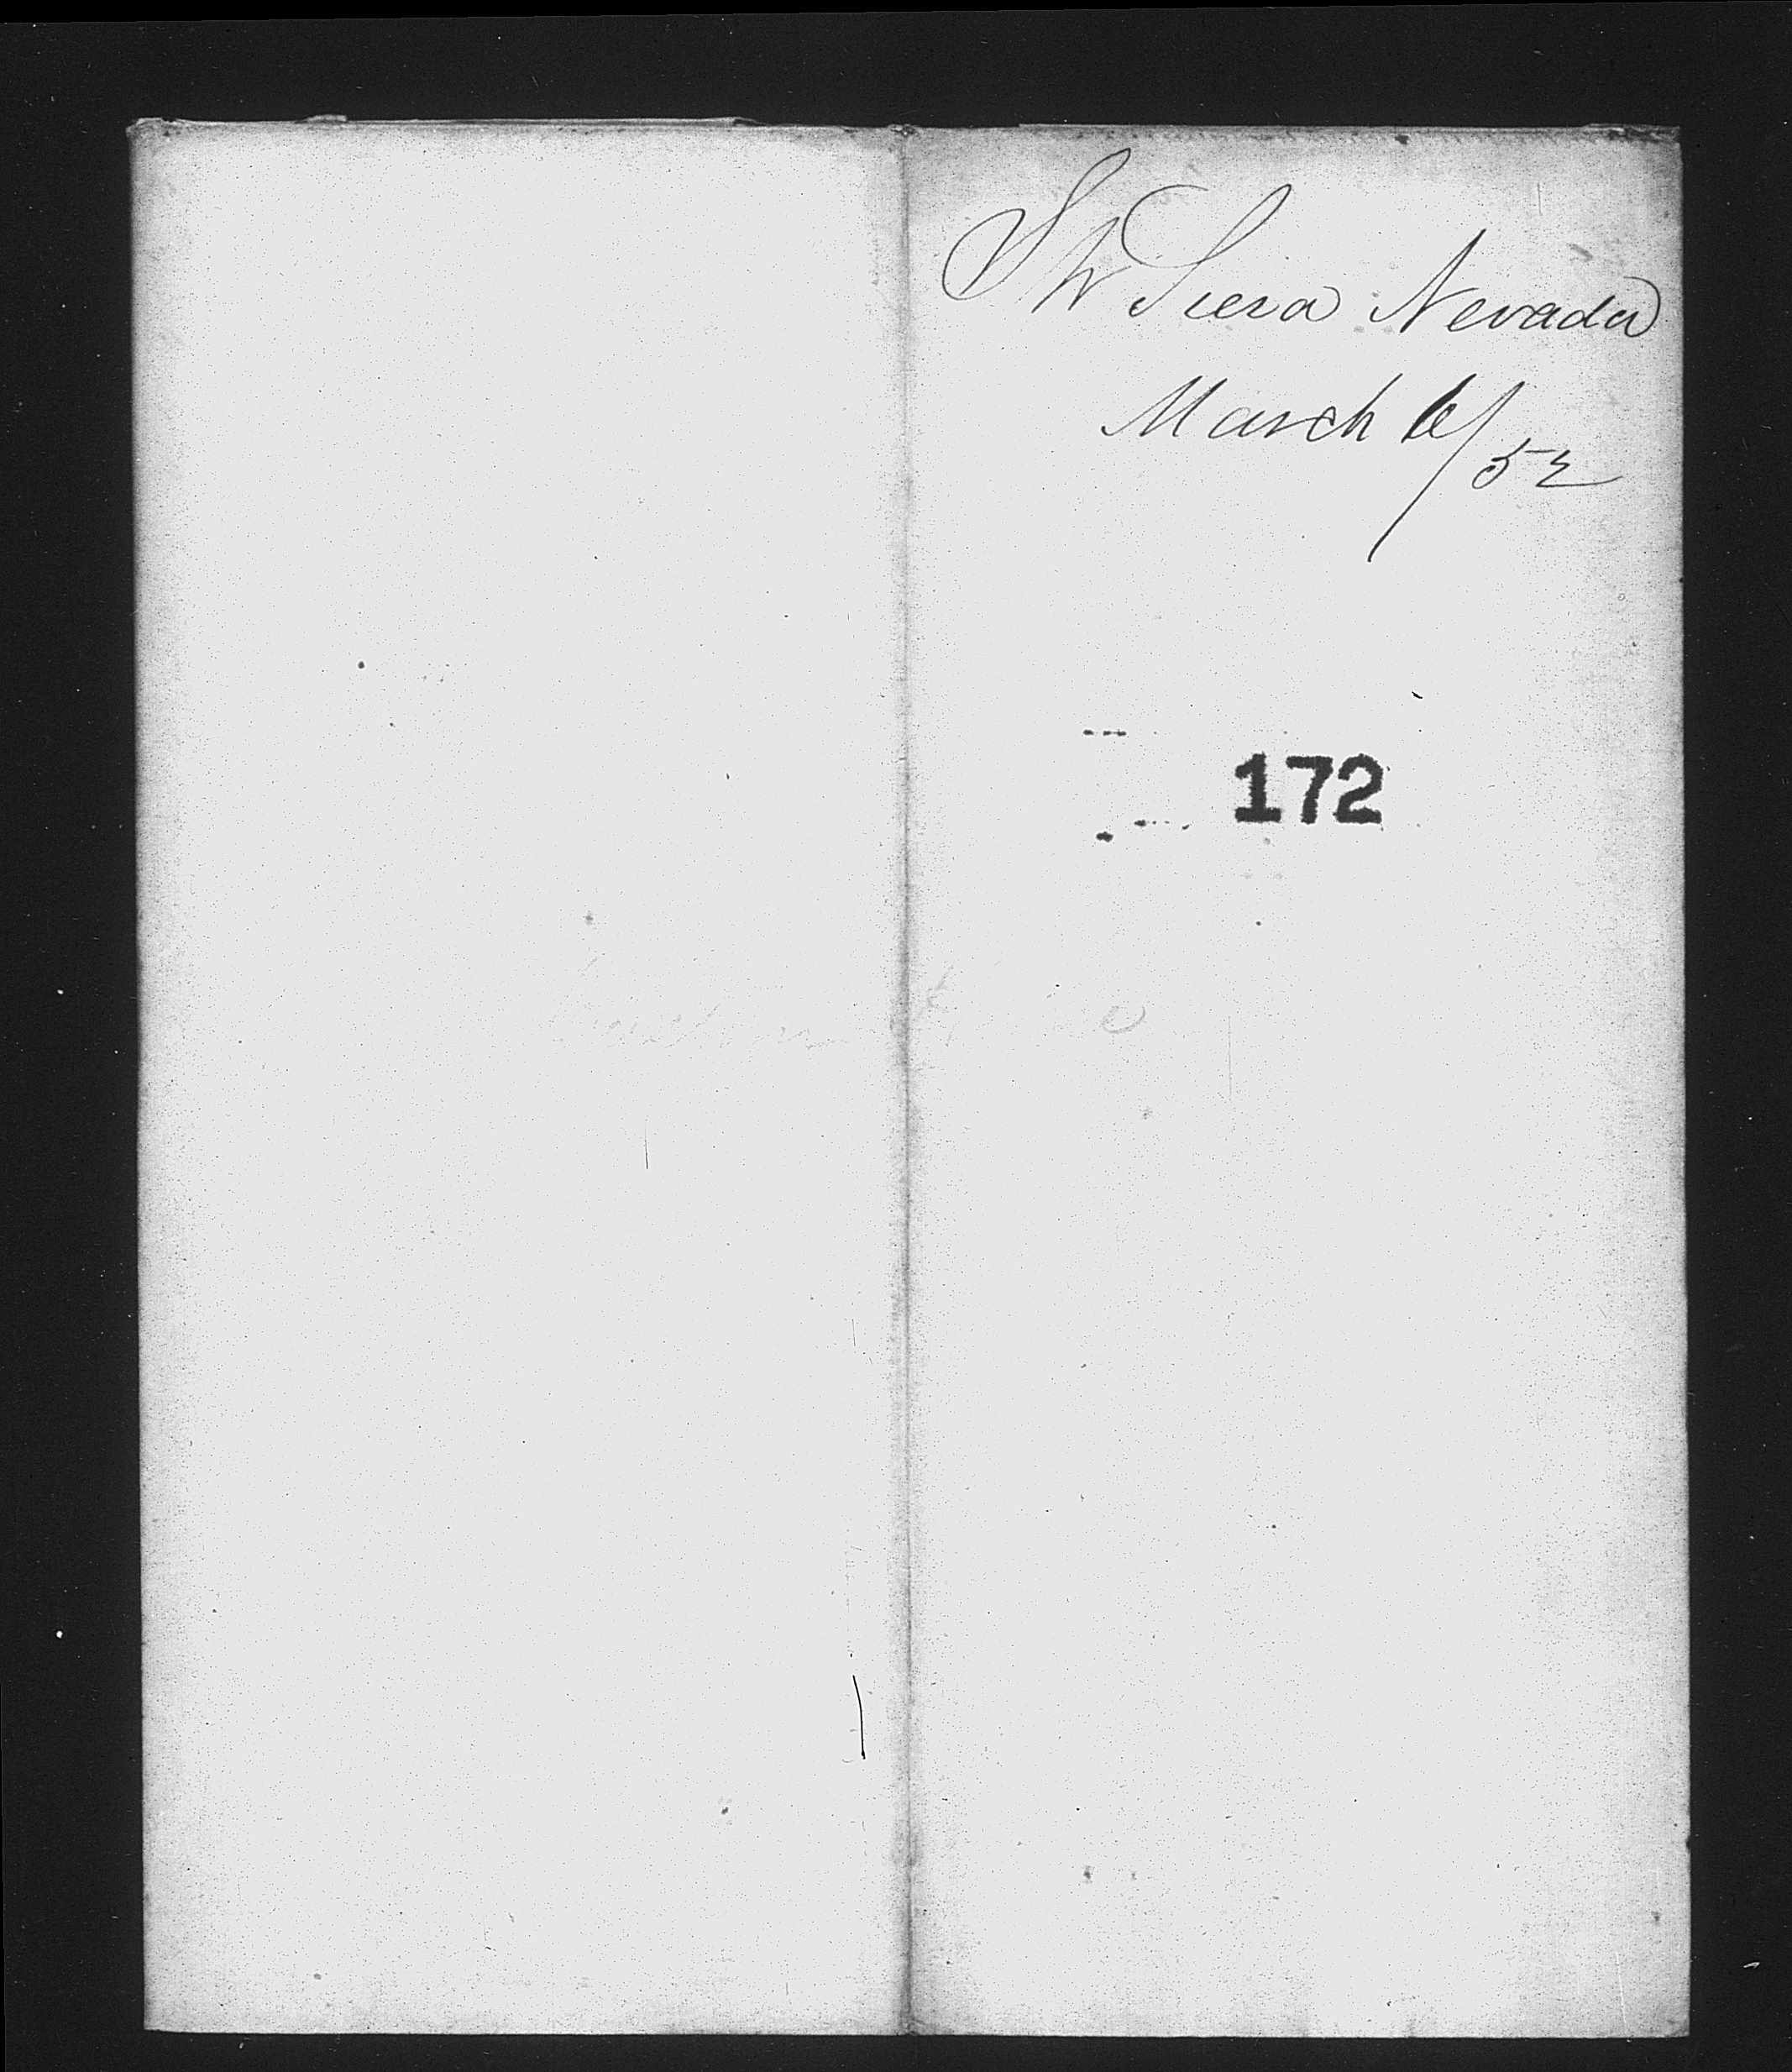 Str Siera Nevada
March 6/52
172